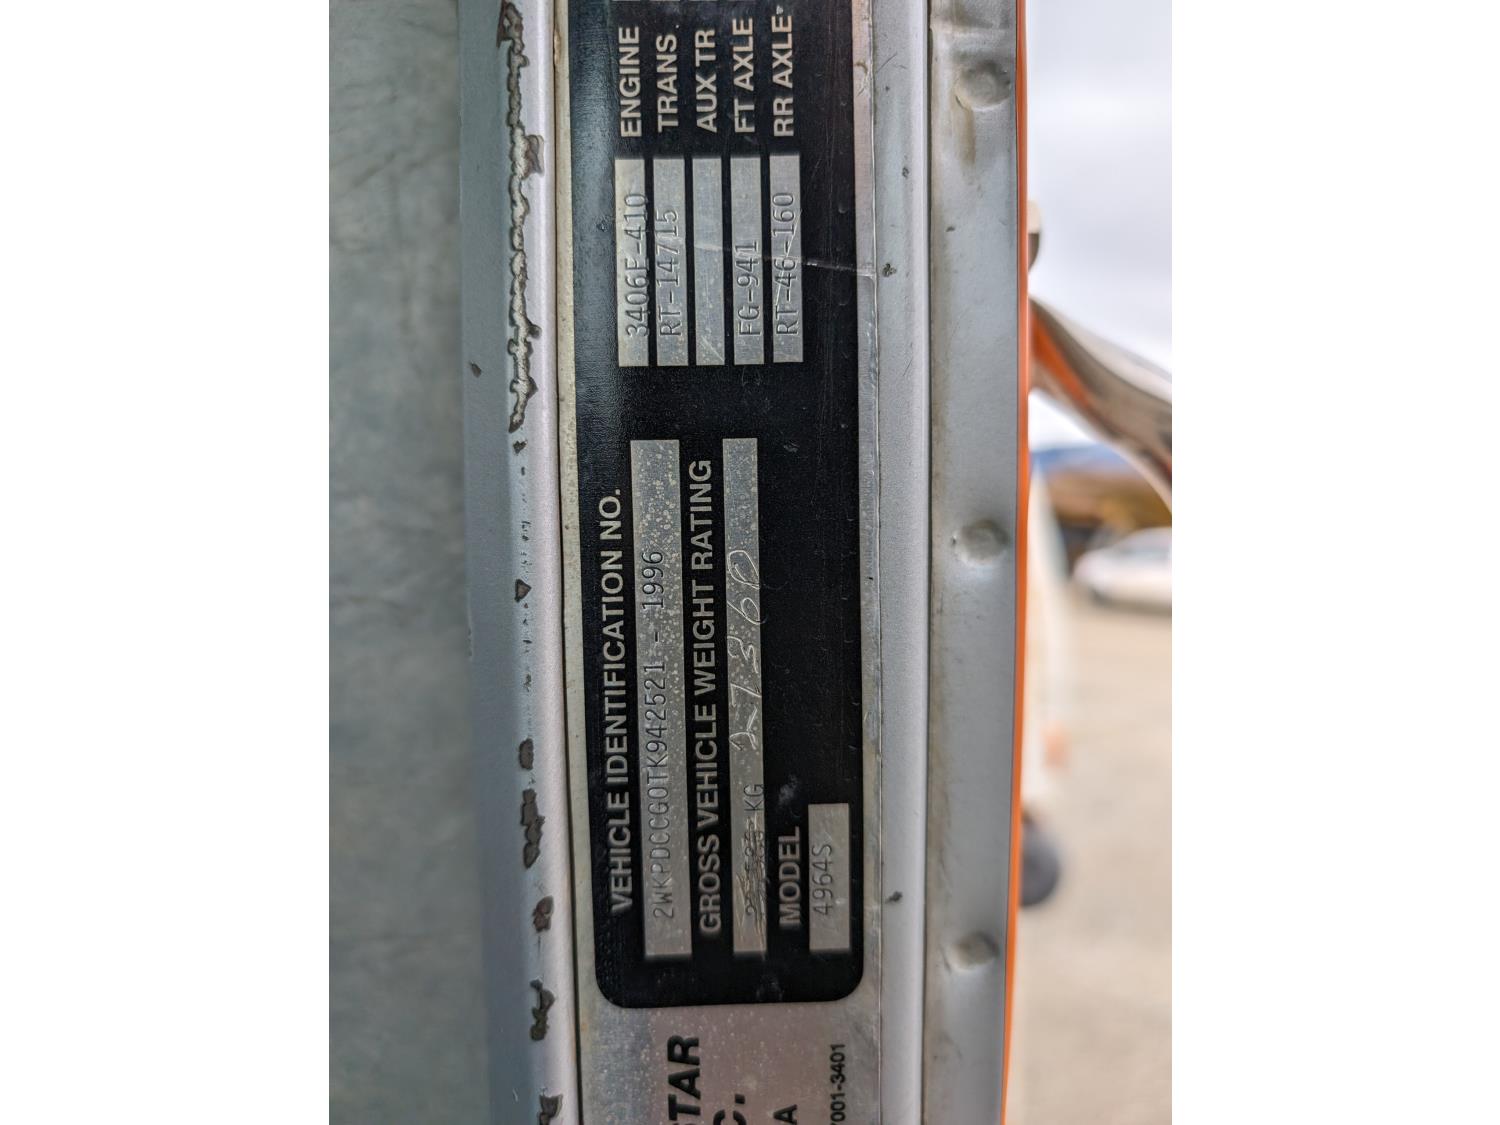 VEHICLE IDENTIFICATION NO.
2WKPDCCG0TK942521 - 1996
GROSS VEHICLE WEIGHT RATING
KG
MODEL
4964S
3406E-410 ENGINE
RT-14715 TRANS.
AUX TR
FG-941 FT AXLE
RT-46-160 RR AXLE
STAR
C.
A
7001-3401